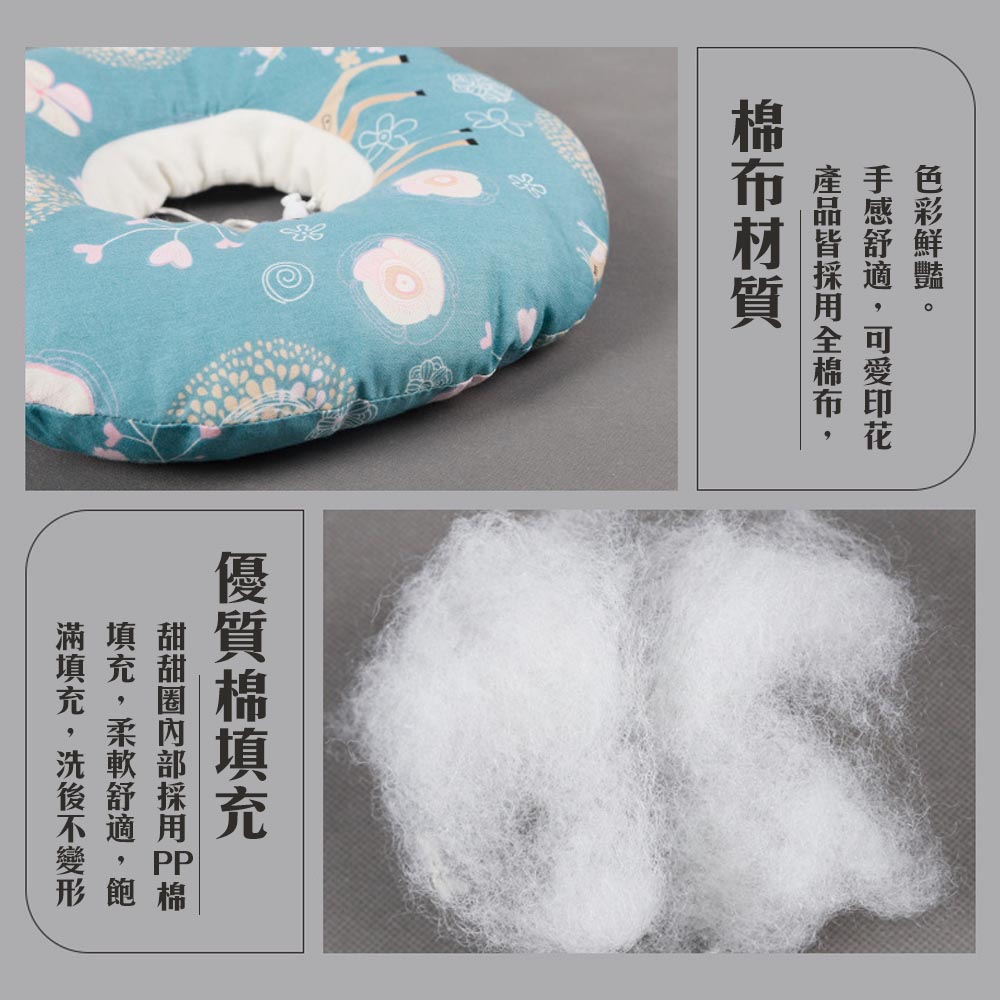 棉布材質
產品皆採用全棉布，
手感舒適，可愛印花
色彩鮮豔。
優質棉填充
甜甜圈內部採用PP棉
填充，柔軟舒適，飽
滿填充，洗後不變形